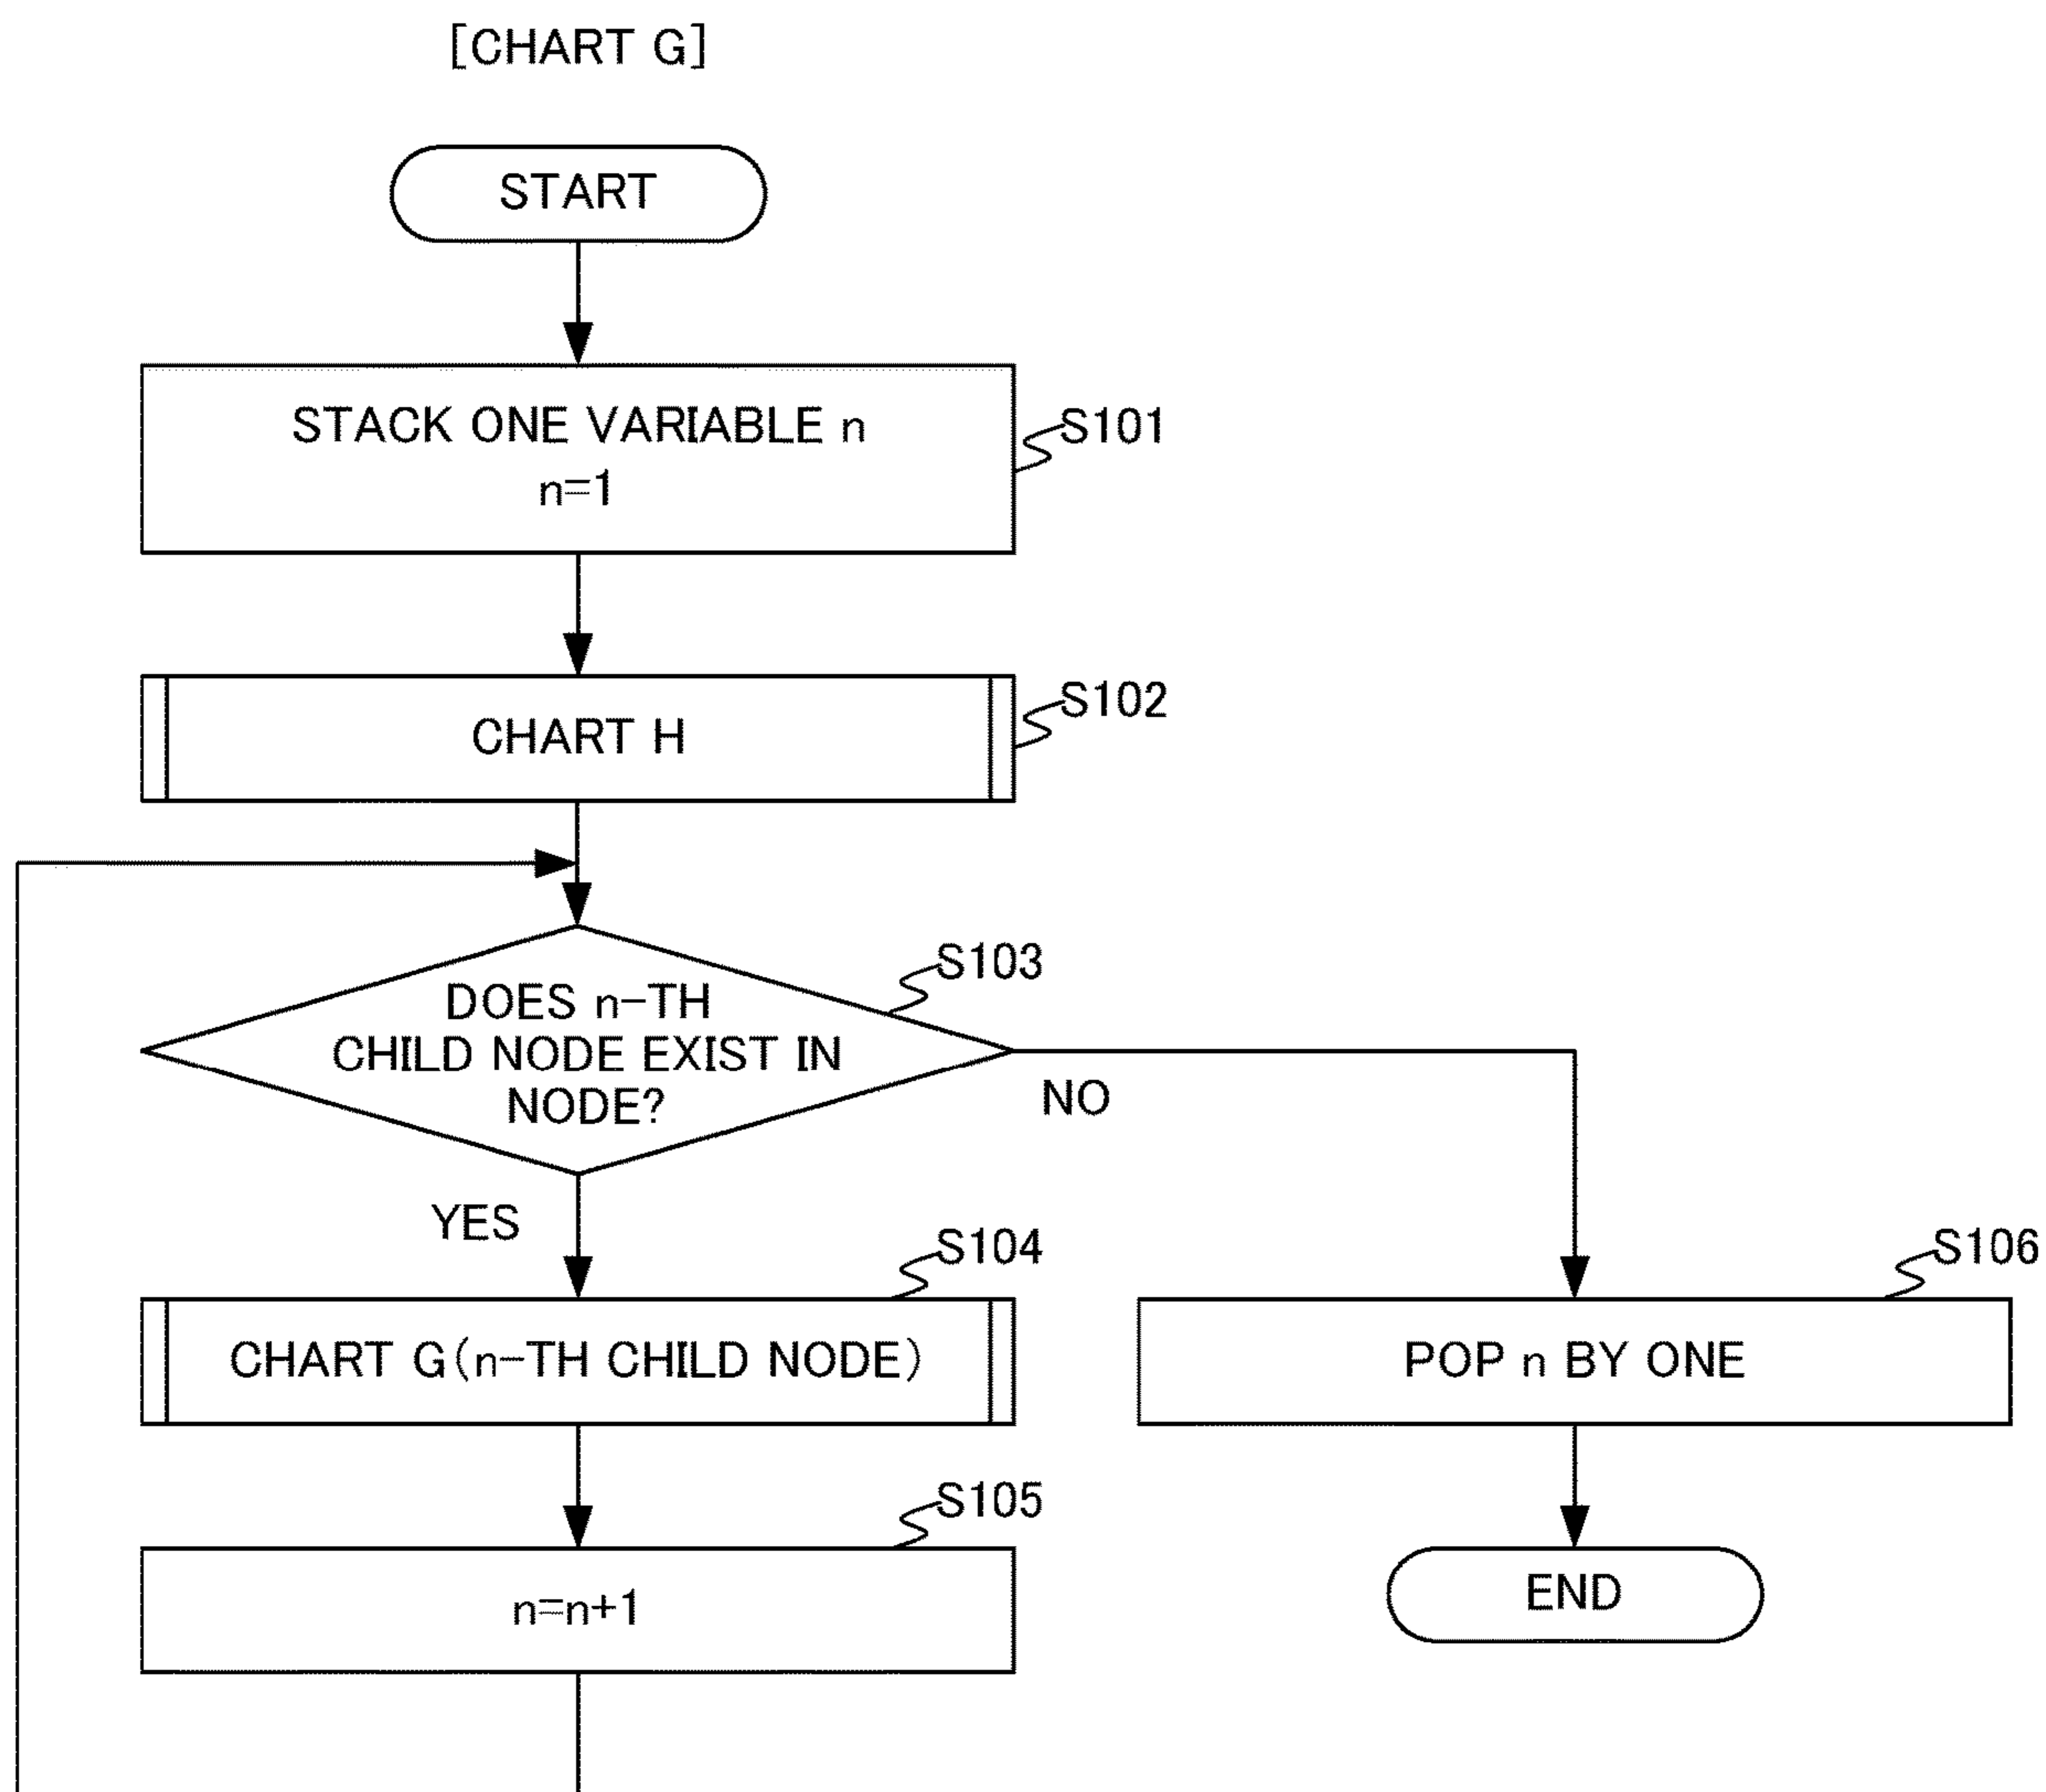 [CHART G]
START
STACK ONE VARIABLE n
n=1
S101
CHART H
S102
DOES n-TH
CHILD NODE EXIST IN
NODE?
S103
NO
YES
CHART G(n-TH CHILD NODE)
S104
POP n BY ONE
S106
n=n+1
S105
END